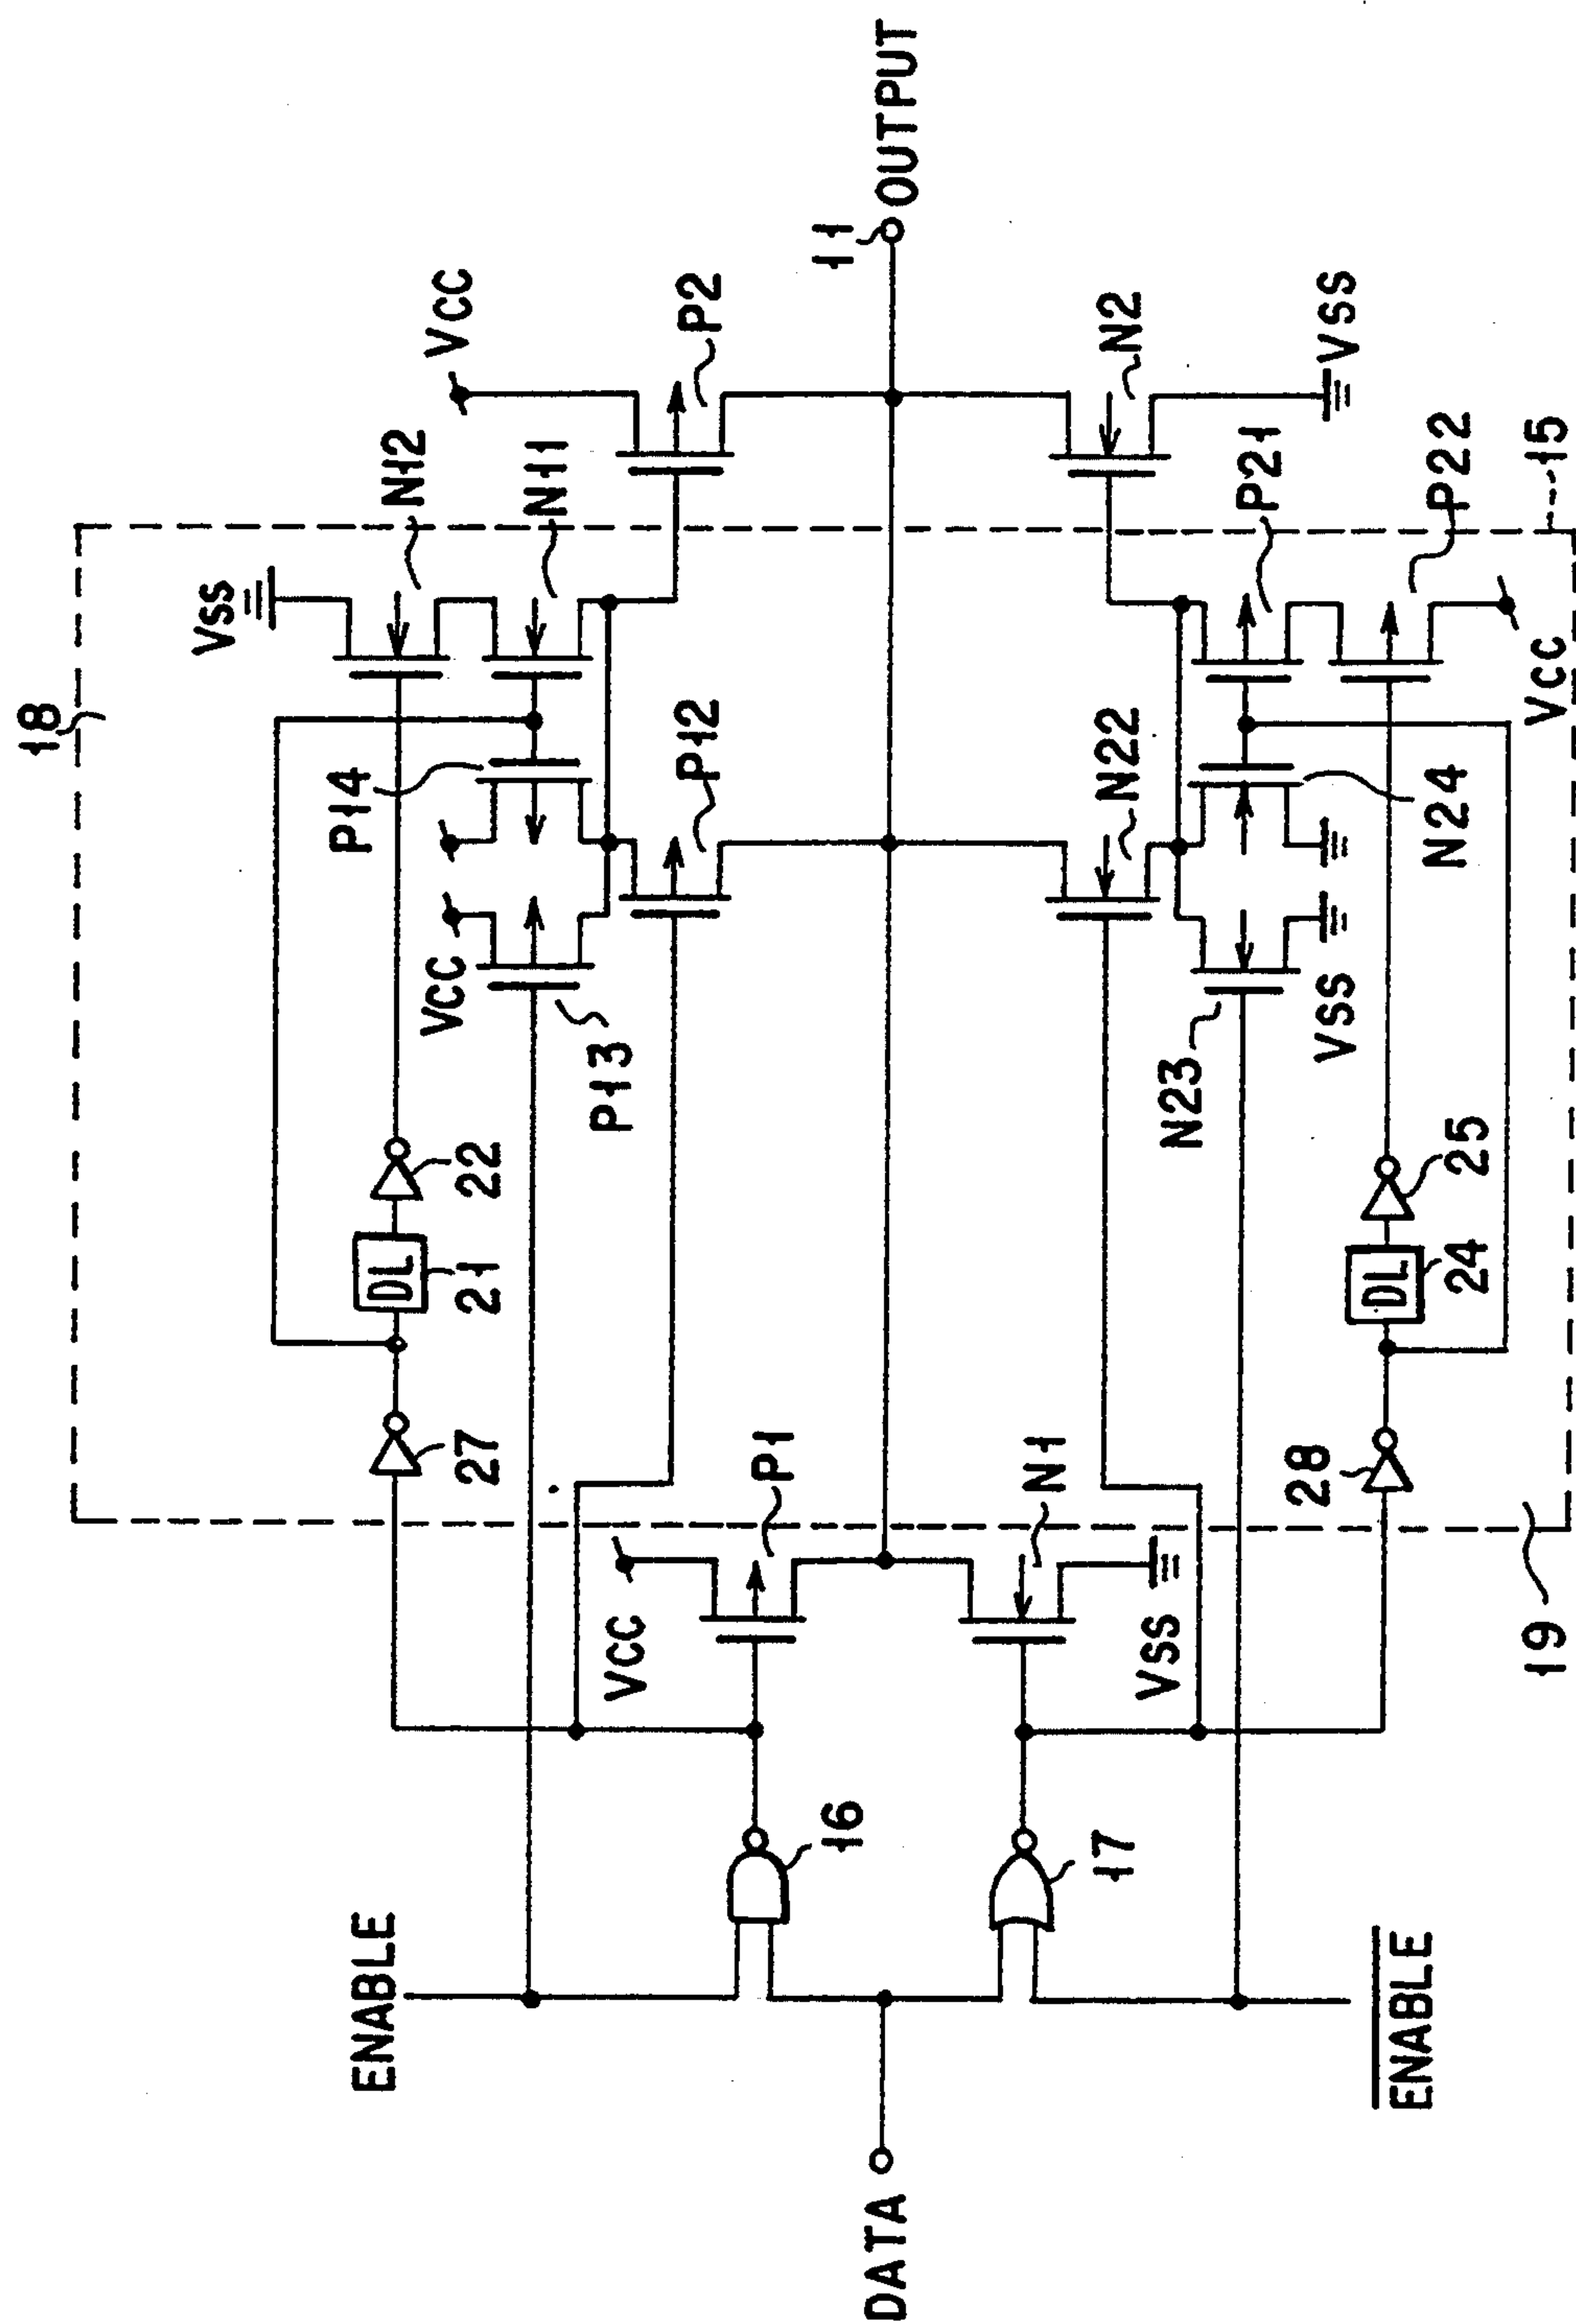 18
VSS
N12
N11
VCC
P2
11
OUTPUT
P14
VCC
P13
P12
27
DL
21
22
ENABLE
VCC
P1
16
DATA
17
N1
VSS
N22
N2
VSS
N23
VSS
N24
P21
P22
VCC
15
28
DL
24
25
ENABLE
19